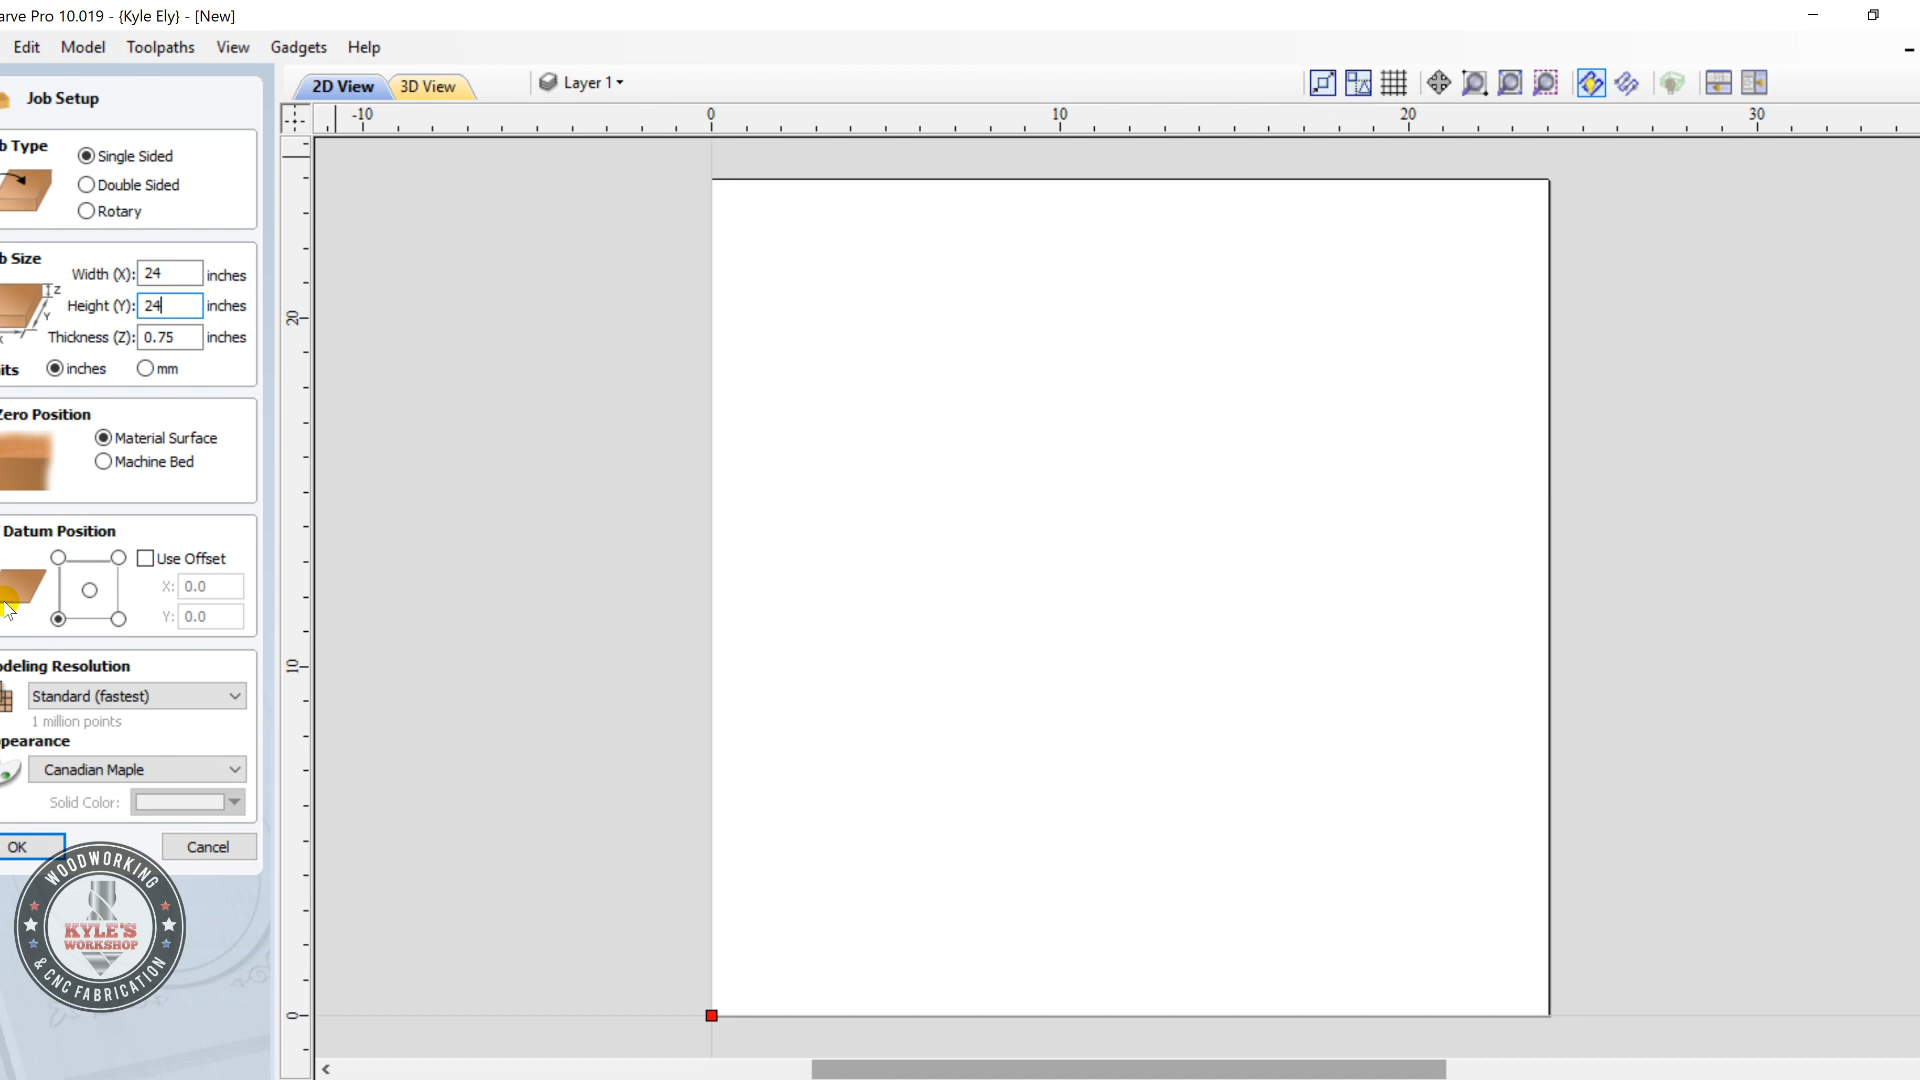 arve Pro 10.019 - {Kyle Ely} - [New]
Edit Model Toolpaths View Gadgets Help
2D View 3D View Layer 1
Job Setup
-10 0 10 20 30
b Type
Single Sided
Double Sided
Rotary
b Size
Width (X): 24 inches
Height (Y): 24 inches
Thickness (Z): 0.75 inches
its inches mm
Z
Y
X
Zero Position
Material Surface
Machine Bed
Datum Position
Use Offset
X: 0.0
Y: 0.0
odeling Resolution
Standard (fastest)
1 million points
ppearance
Canadian Maple
Solid Color:
OK Cancel
20
10
0
WOODWORKING
KYLE'S
WORKSHOP
& CNC FABRICATION